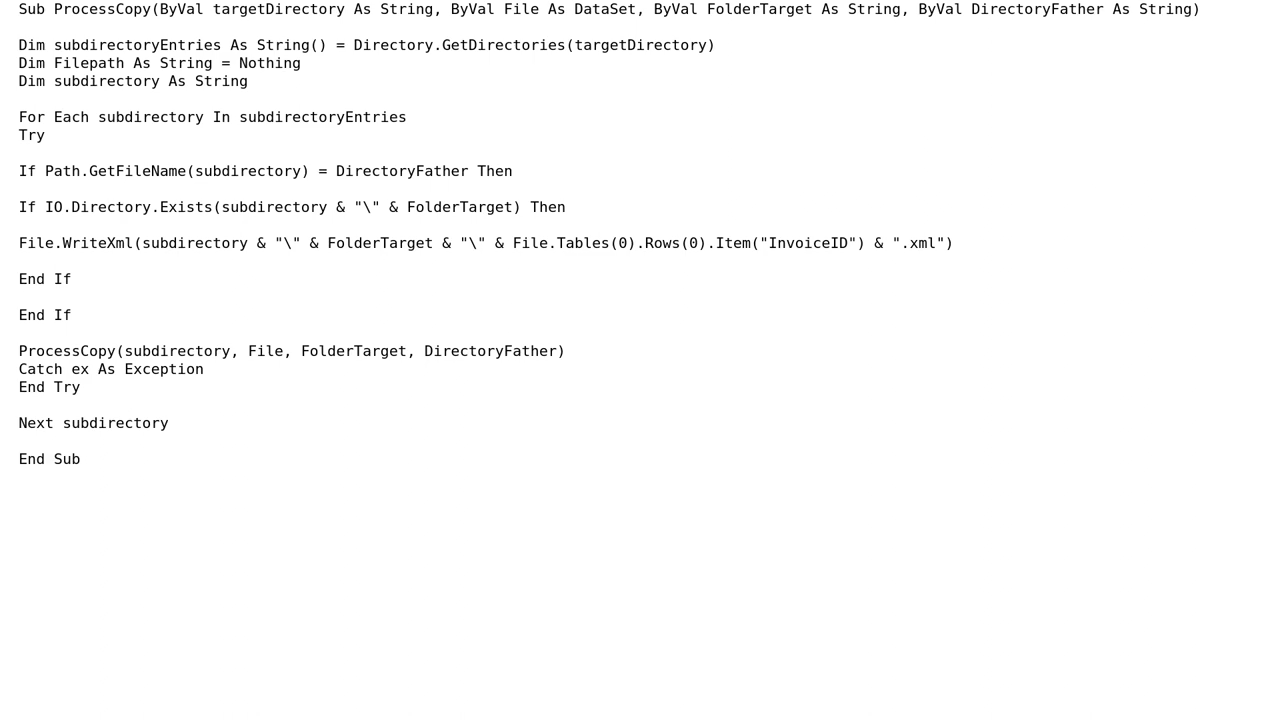 Sub ProcessCopy(ByVal targetDirectory As String, ByVal File As DataSet, ByVal FolderTarget As String, ByVal DirectoryFather As String)
Dim subdirectoryEntries As String() = Directory.GetDirectories(targetDirectory)
Dim Filepath As String = Nothing
Dim subdirectory As String
For Each subdirectory In subdirectoryEntries
Try
If Path.GetFileName(subdirectory) = DirectoryFather Then
If IO.Directory.Exists(subdirectory & "\" & FolderTarget) Then
File.WriteXml(subdirectory & "\" & FolderTarget & "\" & File.Tables(0).Rows(0).Item("InvoiceID") & ".xml")
End If
End If
ProcessCopy(subdirectory, File, FolderTarget, DirectoryFather)
Catch ex As Exception
End Try
Next subdirectory
End Sub